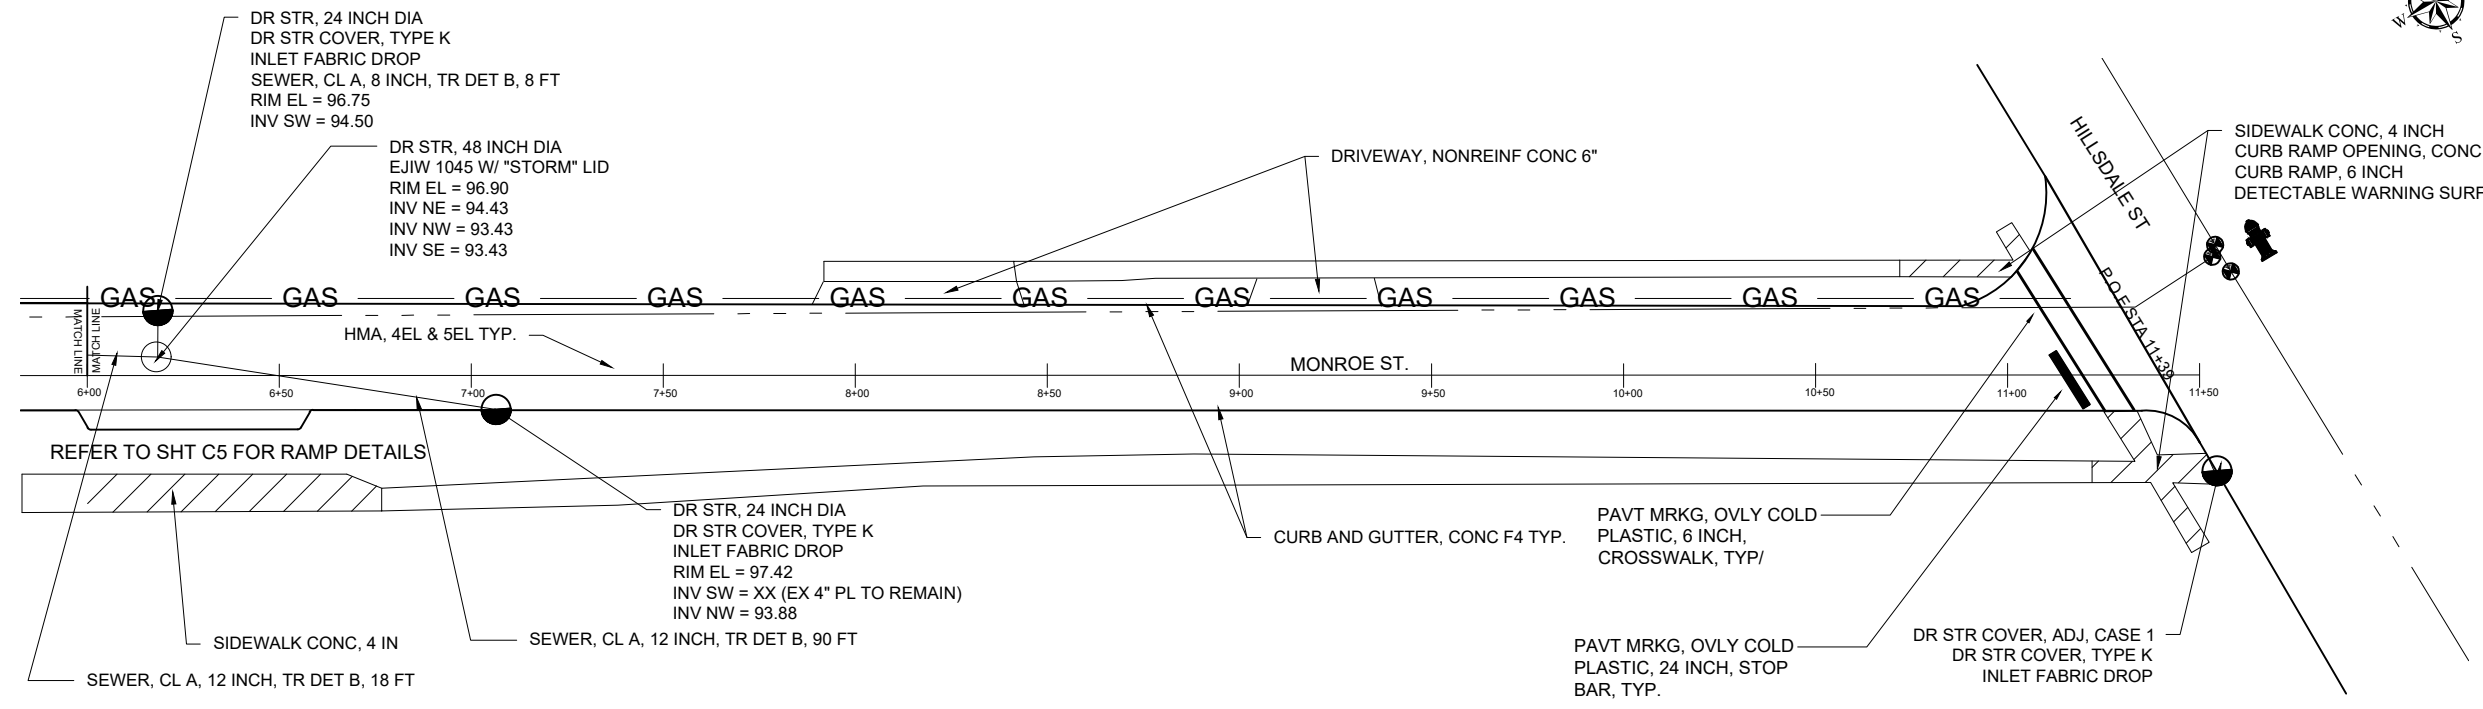 DR STR, 24 INCH DIA
DR STR COVER, TYPE K
INLET FABRIC DROP
SEWER, CL A, 8 INCH, TR DET B, 8 FT
RIM EL = 96.75
INV SW = 94.50
DR STR, 48 INCH DIA
EJIW 1045 W/ "STORM" LID
RIM EL = 96.90
INV NE = 94.43
INV NW = 93.43
INV SE = 93.43
DRIVEWAY, NONREINF CONC 6"
W
S
HILLSDALE ST
SIDEWALK CONC, 4 INCH
CURB RAMP OPENING, CONC
CURB RAMP, 6 INCH
DETECTABLE WARNING SURF
GAS GAS GAS GAS GAS GAS GAS GAS GAS GAS GAS
MATCH LINE
MATCH LINE
HMA, 4EL & 5EL TYP.
MONROE ST.
P.O.E STA 11+39
6+00 6+50 7+00 7+50 8+00 8+50 9+00 9+50 10+00 10+50 11+00 11+50
REFER TO SHT C5 FOR RAMP DETAILS
DR STR, 24 INCH DIA
DR STR COVER, TYPE K
INLET FABRIC DROP
RIM EL = 97.42
INV SW = XX (EX 4" PL TO REMAIN)
INV NW = 93.88
SIDEWALK CONC, 4 IN
SEWER, CL A, 12 INCH, TR DET B, 90 FT
SEWER, CL A, 12 INCH, TR DET B, 18 FT
CURB AND GUTTER, CONC F4 TYP.
PAVT MRKG, OVLY COLD
PLASTIC, 6 INCH,
CROSSWALK, TYP/
PAVT MRKG, OVLY COLD
PLASTIC, 24 INCH, STOP
BAR, TYP.
DR STR COVER, ADJ, CASE 1
DR STR COVER, TYPE K
INLET FABRIC DROP